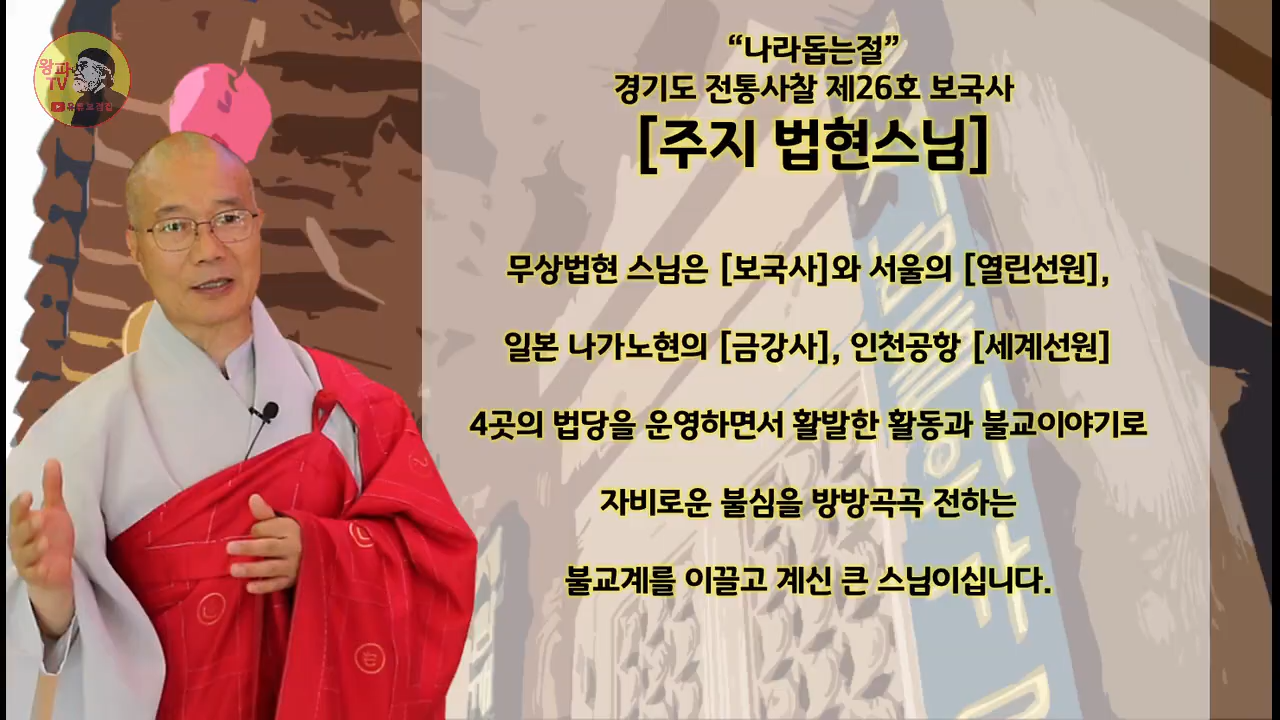 왕파
TV
“나라돕는절”
경기도 전통사찰 제26호 보국사
[주지 법현스님]
무상법현 스님은 [보국사]와 서울의 [열린선원],
일본 나가노현의 [금강사], 인천공항 [세계선원]
4곳의 법당을 운영하면서 활발한 활동과 불교이야기로
자비로운 불심을 방방곡곡 전하는
불교계를 이끌고 계신 큰 스님이십니다.